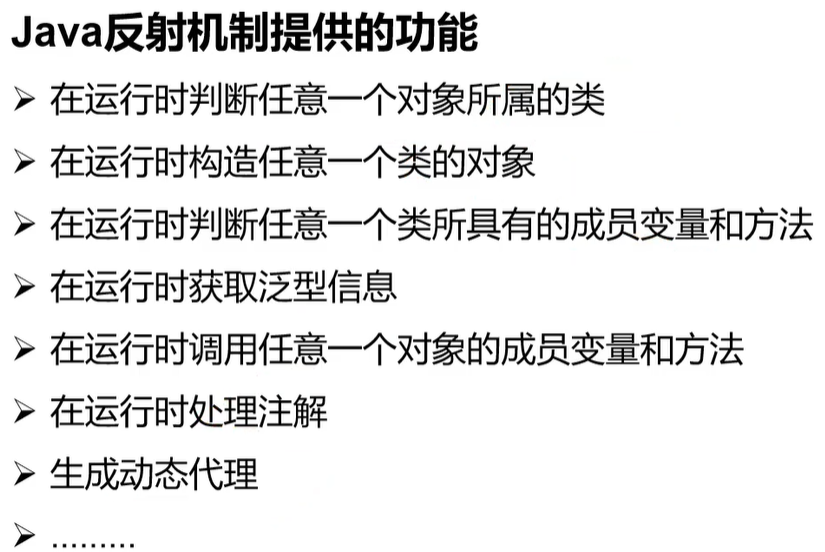 Java反射机制提供的功能
➢ 在运行时判断任意一个对象所属的类
➢ 在运行时构造任意一个类的对象
➢ 在运行时判断任意一个类所具有的成员变量和方法
➢ 在运行时获取泛型信息
➢ 在运行时调用任意一个对象的成员变量和方法
➢ 在运行时处理注解
➢ 生成动态代理
➢ .........